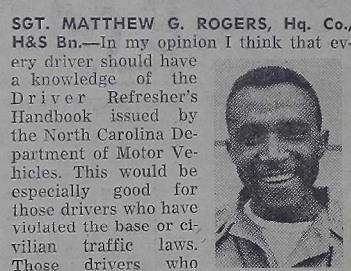 SGT. MATTHEW G. ROGERS, Hq. Co.,
H&S Bn.—In my opinion I think that ev-
ery driver should have
a knowledge of the
Driver Refresher's
Handbook issued by
the North Carolina De-
partment of Motor Ve-
hicles. This would be
especially good for
those drivers who have
violated the base or ci-
vilian traffic laws.
Those drivers who